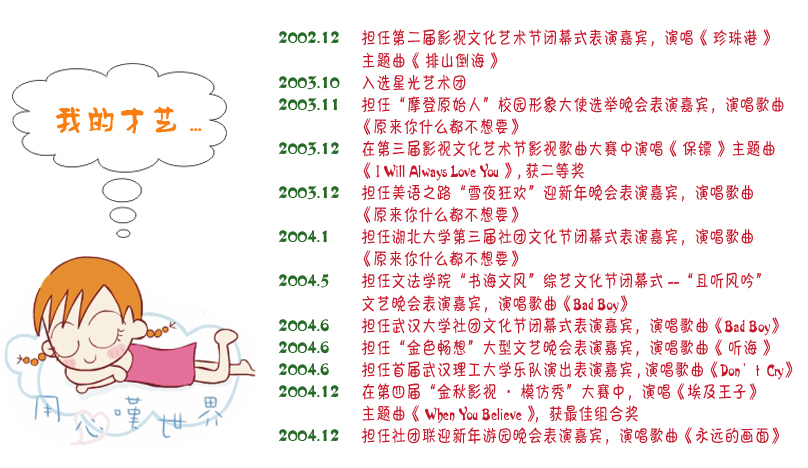 我的才艺...
2002.12 担任第二届影视文化艺术节闭幕式表演嘉宾，演唱《珍珠港》
主题曲《排山倒海》
2003.10 入选星光艺术团
2003.11 担任“摩登原始人”校园形象大使选举晚会表演嘉宾，演唱歌曲
《原来你什么都不想要》
2003.12 在第三届影视文化艺术节影视歌曲大赛中演唱《保镖》主题曲
《I Will Always Love You》, 获二等奖
2003.12 担任美语之路“雪夜狂欢”迎新年晚会表演嘉宾，演唱歌曲
《原来你什么都不想要》
2004.1 担任湖北大学第三届社团文化节闭幕式表演嘉宾，演唱歌曲
《原来你什么都不想要》
2004.5 担任文法学院“书海文风”综艺文化节闭幕式--“且听风吟”
文艺晚会表演嘉宾，演唱歌曲《Bad Boy》
2004.6 担任武汉大学社团文化节闭幕式表演嘉宾，演唱歌曲《Bad Boy》
2004.6 担任“金色畅想”大型文艺晚会表演嘉宾，演唱歌曲《听海》
2004.6 担任首届武汉理工大学乐队演出表演嘉宾, 演唱歌曲《Don't Cry》
2004.12 在第四届“金秋影视·模仿秀”大赛中，演唱《埃及王子》
主题曲《When You Believe》，获最佳组合奖
2004.12 担任社团联迎新年游园晚会表演嘉宾，演唱歌曲《永远的画面》
用心嘆世界